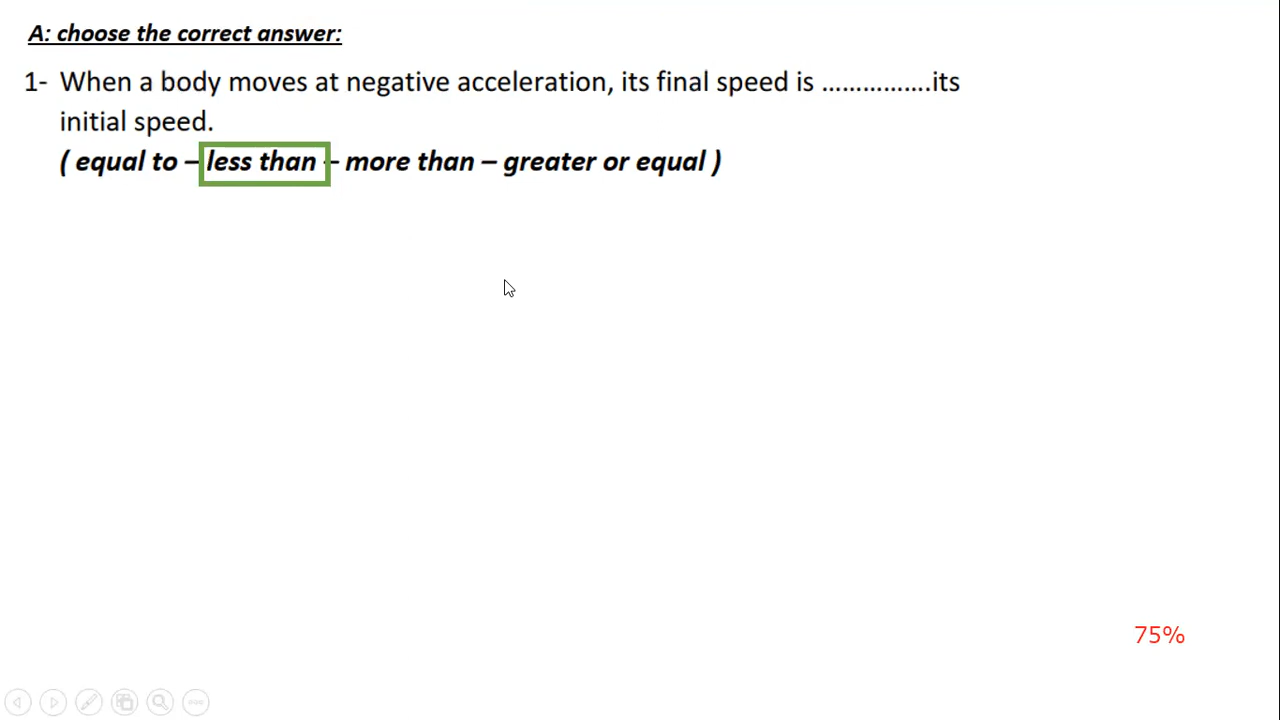 A: choose the correct answer:
1- When a body moves at negative acceleration, its final speed is …………….its
initial speed.
( equal to – less than – more than – greater or equal )
75%